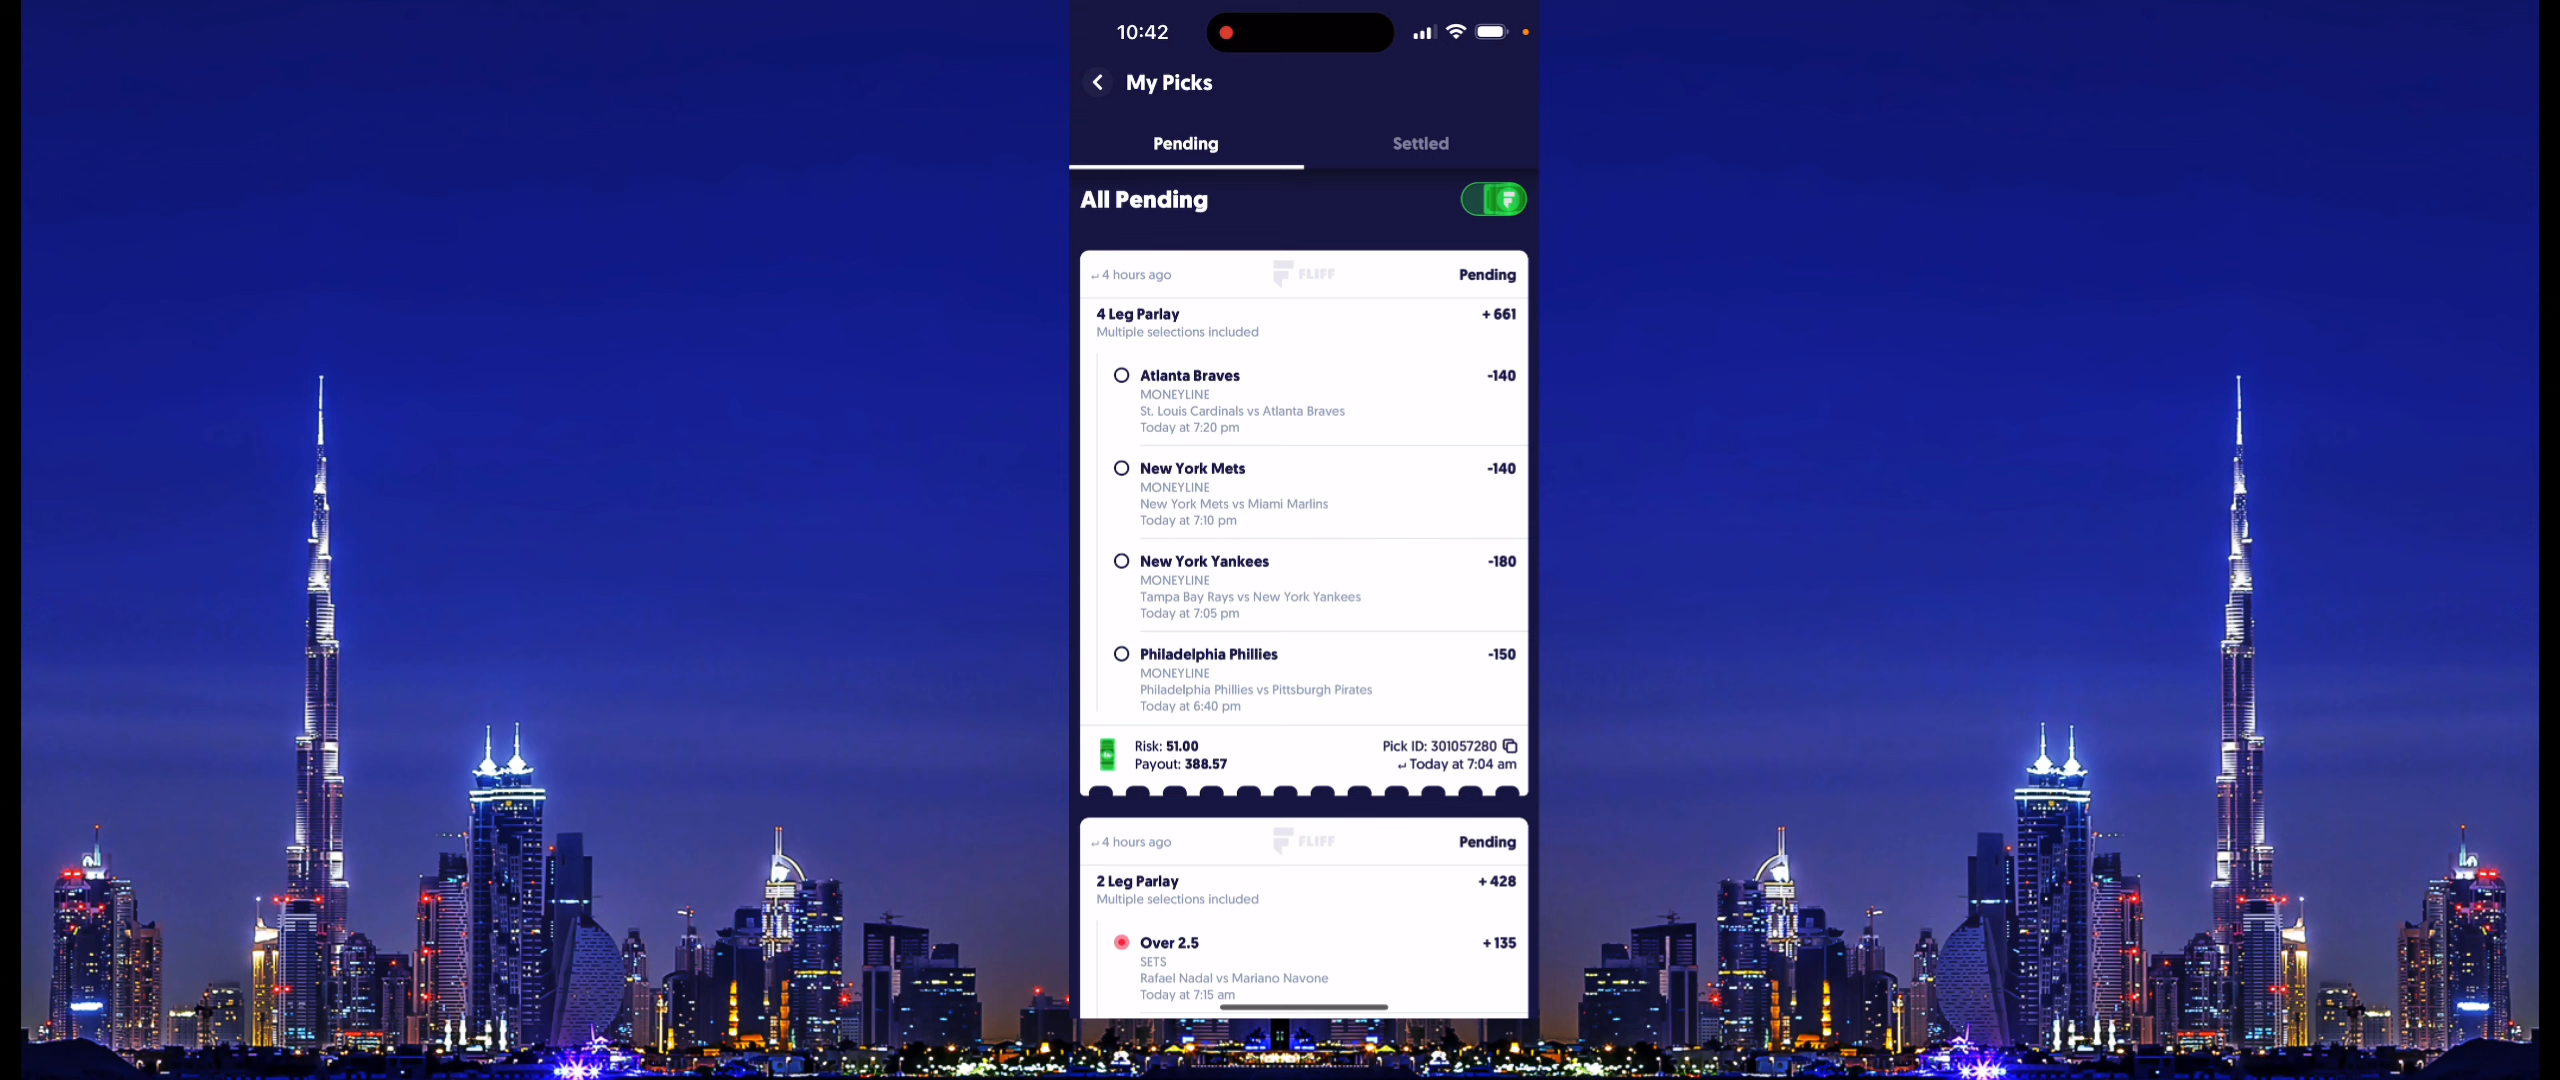 10:42
My Picks
Pending
Settled
All Pending
4 hours ago
FLIFF
Pending
4 Leg Parlay
+ 661
Multiple selections included
Atlanta Braves
-140
MONEYLINE
St. Louis Cardinals vs Atlanta Braves
Today at 7:20 pm
New York Mets
-140
MONEYLINE
New York Mets vs Miami Marlins
Today at 7:10 pm
New York Yankees
-180
MONEYLINE
Tampa Bay Rays vs New York Yankees
Today at 7:05 pm
Philadelphia Phillies
-150
MONEYLINE
Philadelphia Phillies vs Pittsburgh Pirates
Today at 6:40 pm
Risk: 51.00
Pick ID: 301057280
Payout: 388.57
Today at 7:04 am
4 hours ago
FLIFF
Pending
2 Leg Parlay
+ 428
Multiple selections included
Over 2.5
+ 135
SETS
Rafael Nadal vs Mariano Navone
Today at 7:15 am